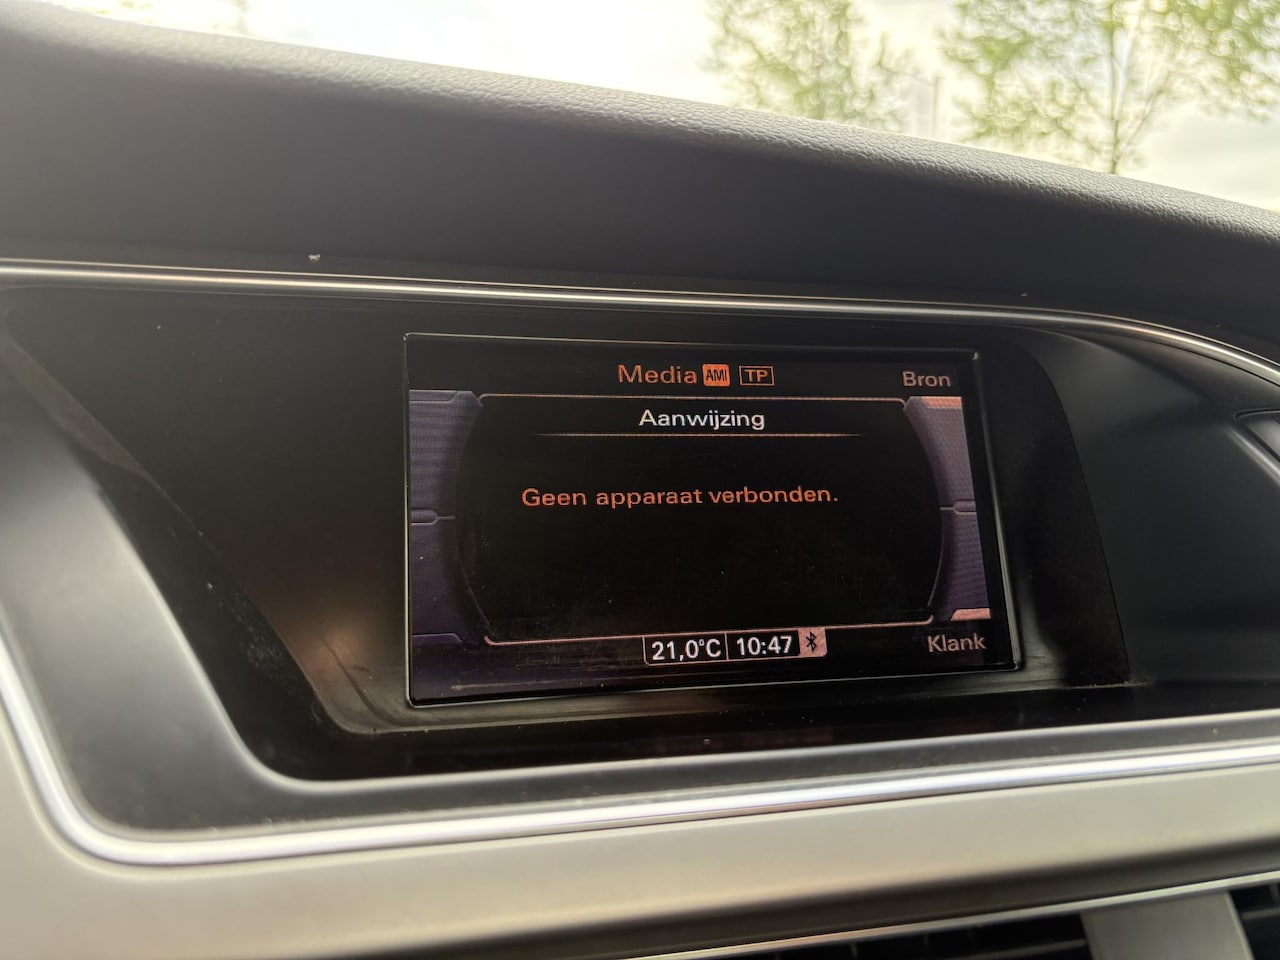 Media AMI TP
Bron
Aanwijzing
Geen apparaat verbonden.
21,0°C 10:47
Klank